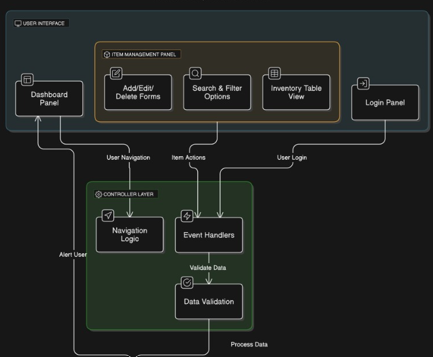 USER INTERFACE
ITEM MANAGEMENT PANEL
Dashboard
Panel
Add/Edit/
Delete Forms
Search & Filter
Options
Inventory Table
View
Login Panel
User Navigation
Item Actions
User Login
CONTROLLER LAYER
Navigation
Logic
Event Handlers
Alert User
Validate Data
Data Validation
Process Data